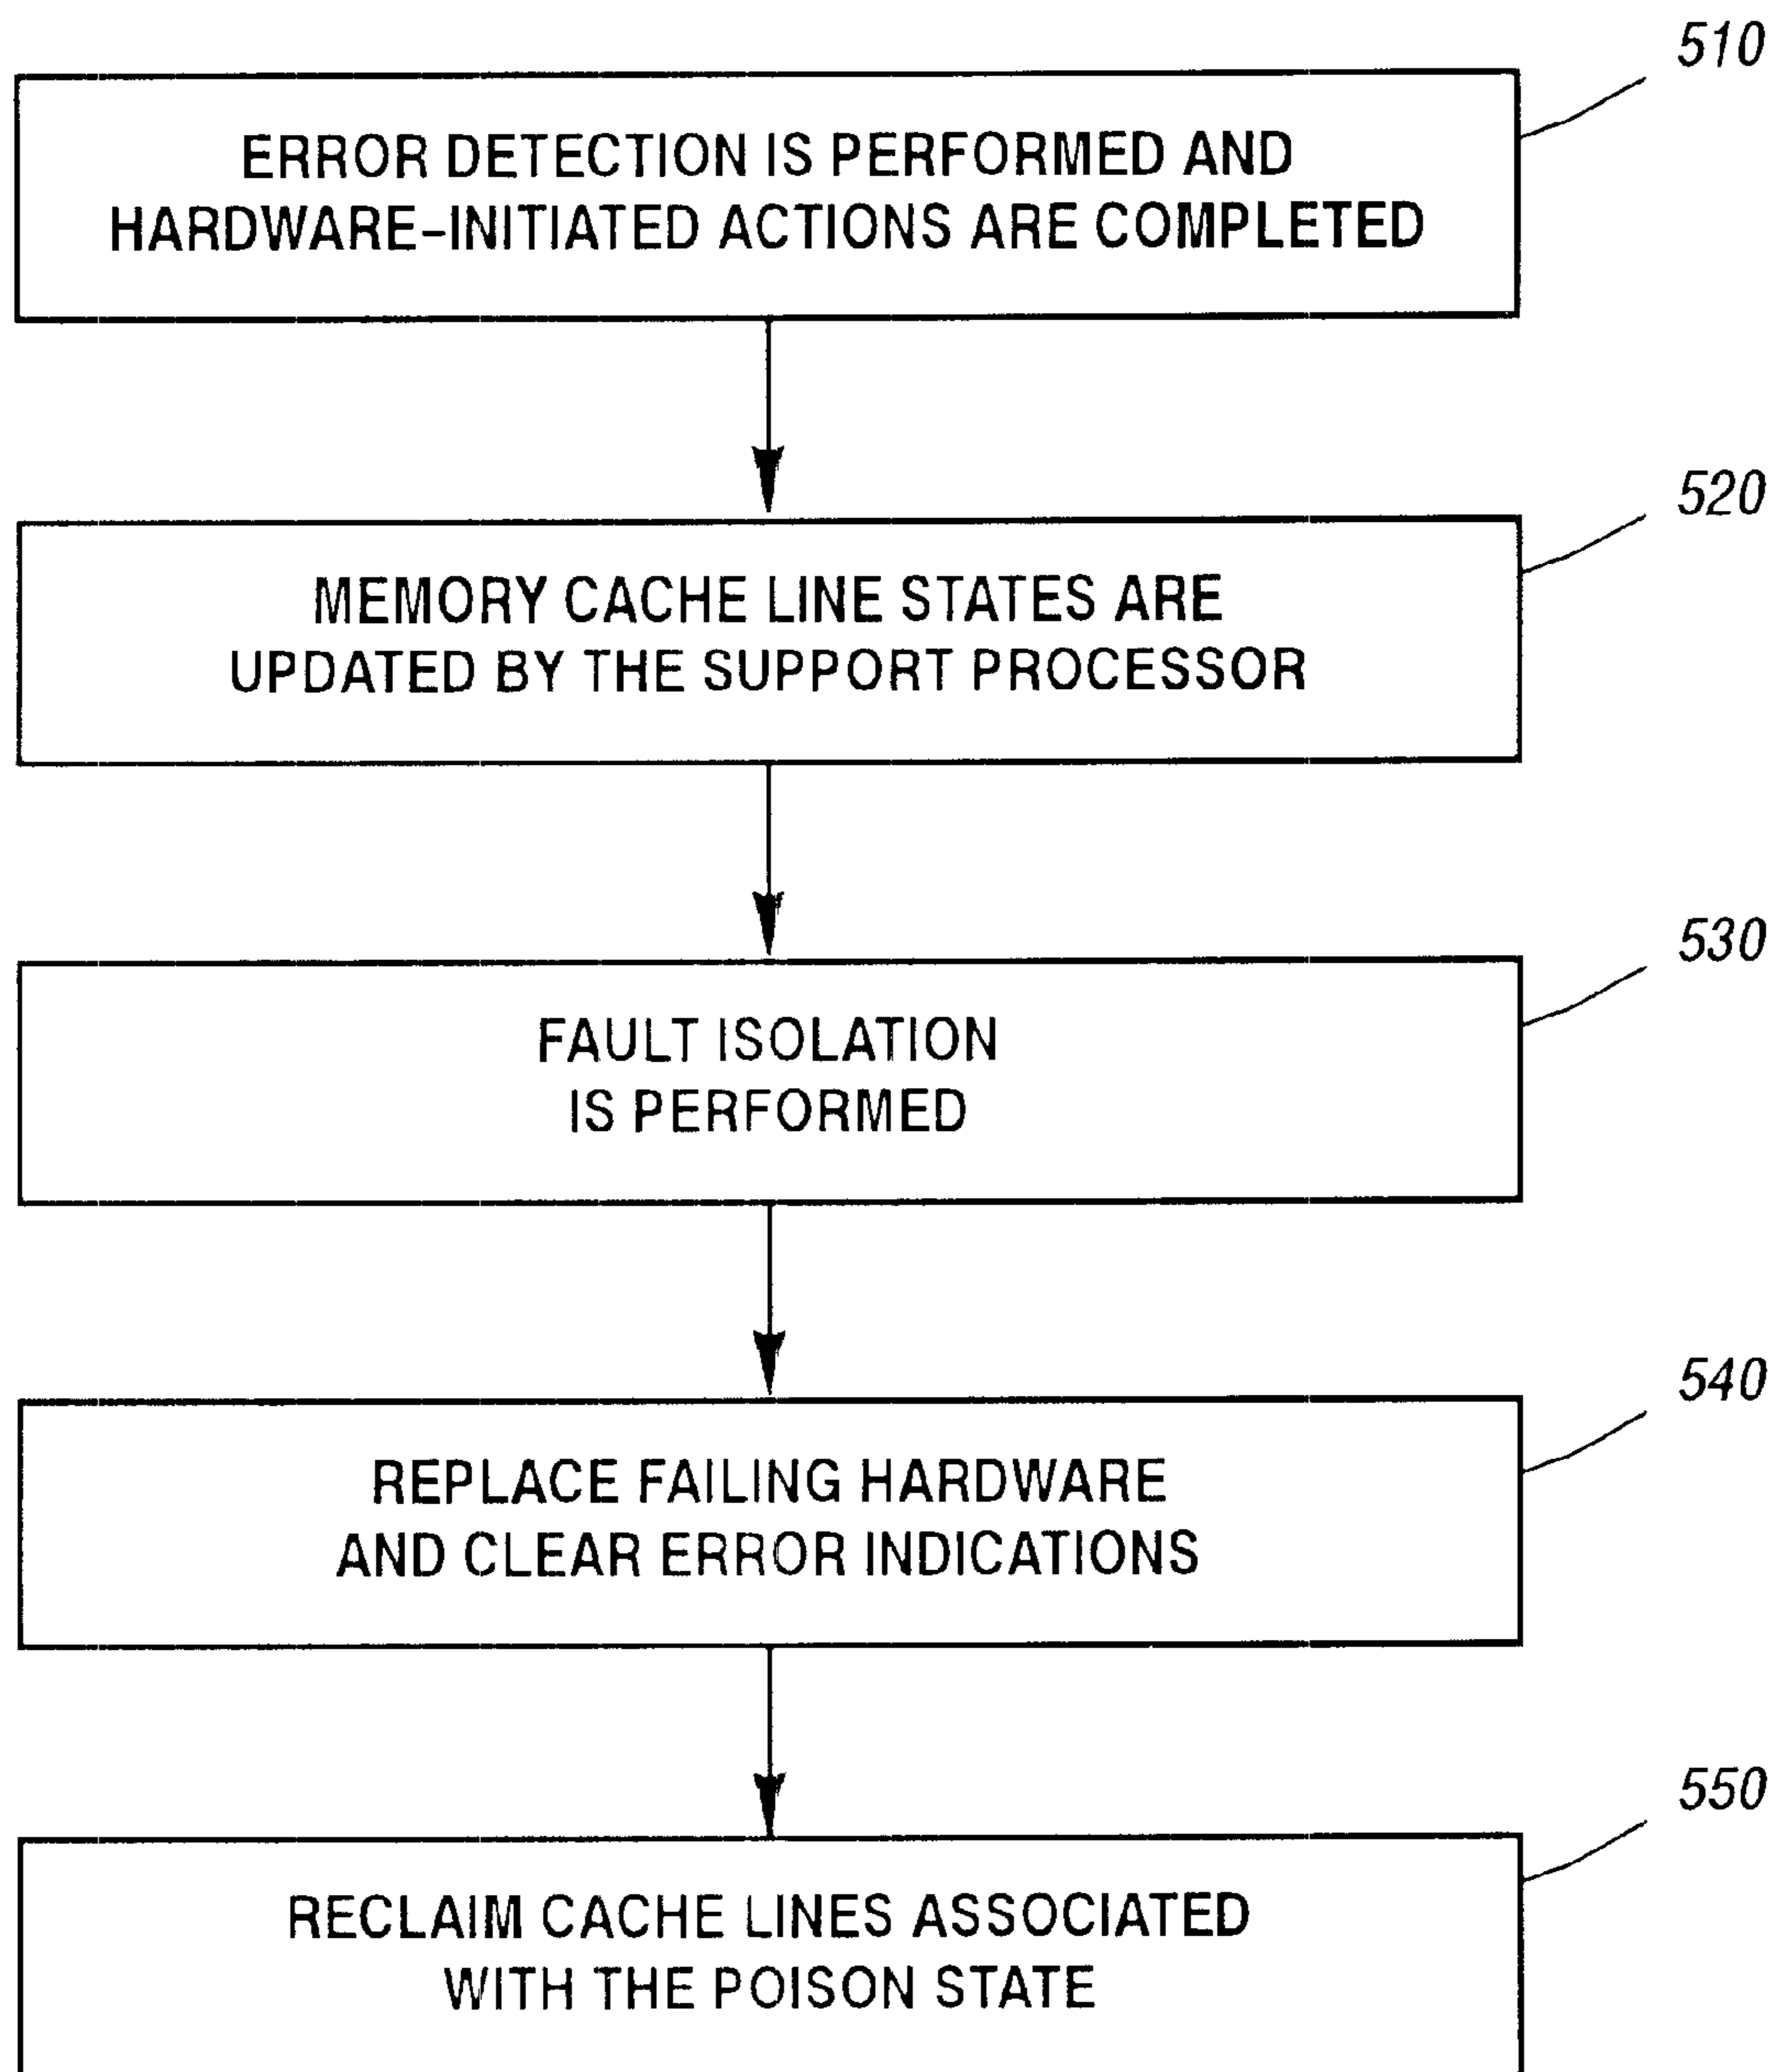 510
ERROR DETECTION IS PERFORMED AND
HARDWARE-INITIATED ACTIONS ARE COMPLETED
520
MEMORY CACHE LINE STATES ARE
UPDATED BY THE SUPPORT PROCESSOR
530
FAULT ISOLATION
IS PERFORMED
540
REPLACE FAILING HARDWARE
AND CLEAR ERROR INDICATIONS
550
RECLAIM CACHE LINES ASSOCIATED
WITH THE POISON STATE